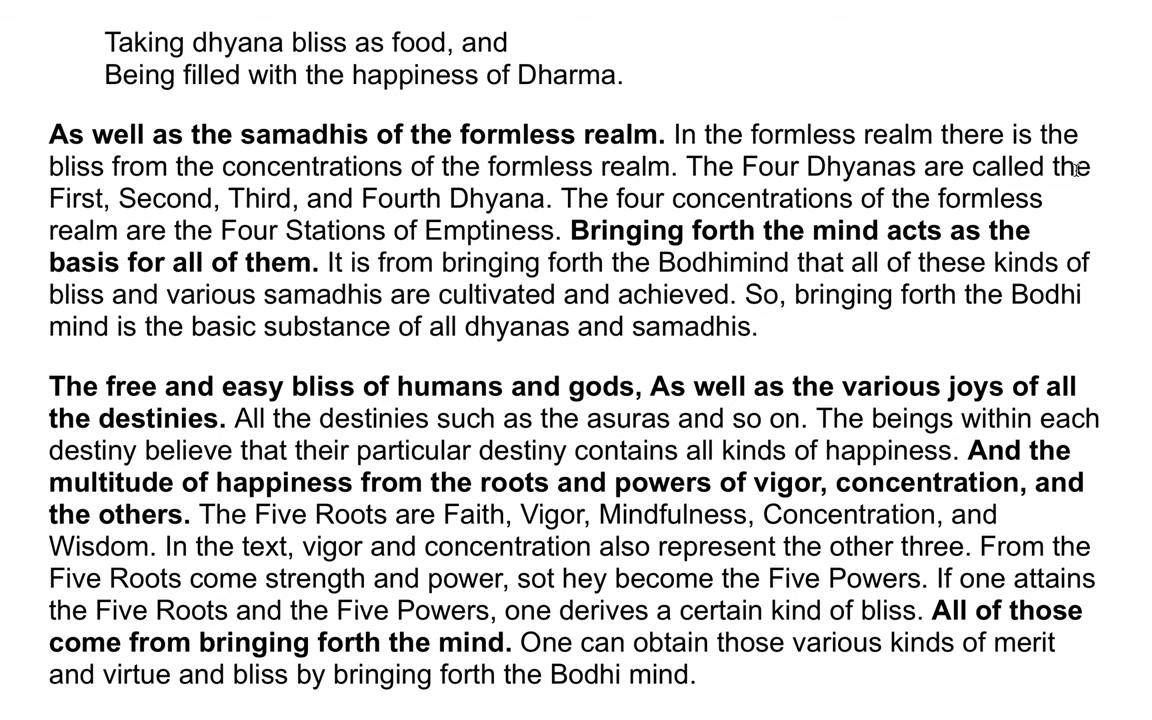 Taking dhyana bliss as food, and
Being filled with the happiness of Dharma.
As well as the samadhis of the formless realm. In the formless realm there is the
bliss from the concentrations of the formless realm. The Four Dhyanas are called the
First, Second, Third, and Fourth Dhyana. The four concentrations of the formless
realm are the Four Stations of Emptiness. Bringing forth the mind acts as the
basis for all of them. It is from bringing forth the Bodhimind that all of these kinds of
bliss and various samadhis are cultivated and achieved. So, bringing forth the Bodhi
mind is the basic substance of all dhyanas and samadhis.
The free and easy bliss of humans and gods, As well as the various joys of all
the destinies. All the destinies such as the asuras and so on. The beings within each
destiny believe that their particular destiny contains all kinds of happiness. And the
multitude of happiness from the roots and powers of vigor, concentration, and
the others. The Five Roots are Faith, Vigor, Mindfulness, Concentration, and
Wisdom. In the text, vigor and concentration also represent the other three. From the
Five Roots come strength and power, sot hey become the Five Powers. If one attains
the Five Roots and the Five Powers, one derives a certain kind of bliss. All of those
come from bringing forth the mind. One can obtain those various kinds of merit
and virtue and bliss by bringing forth the Bodhi mind.